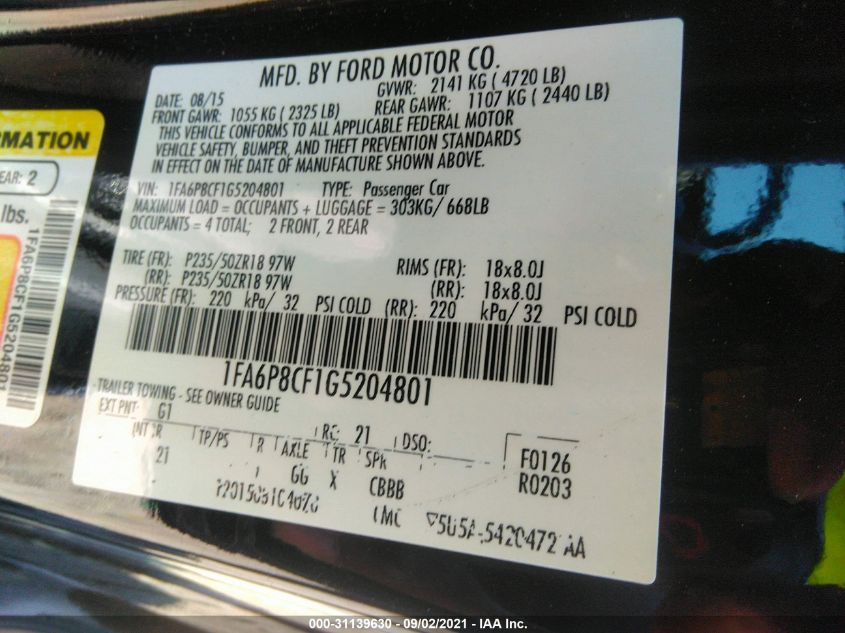 MFD. BY FORD MOTOR CO.
DATE: 08/15
GVWR: 2141 KG ( 4720 LB)
FRONT GAWR: 1055 KG ( 2325 LB)
REAR GAWR: 1107 KG ( 2440 LB)
THIS VEHICLE CONFORMS TO ALL APPLICABLE FEDERAL MOTOR
VEHICLE SAFETY, BUMPER, AND THEFT PREVENTION STANDARDS
IN EFFECT ON THE DATE OF MANUFACTURE SHOWN ABOVE.
VIN: 1FA6P8CF1G5204801 TYPE: Passenger Car
MAXIMUM LOAD = OCCUPANTS + LUGGAGE = 303KG/ 668LB
OCCUPANTS = 4 TOTAL; 2 FRONT, 2 REAR
TIRE (FR): P235/50ZR18 97W RIMS (FR): 18x8.0J
(RR): P235/50ZR18 97W (RR): 18x8.0J
PRESSURE (FR): 220 kPa/ 32 PSI COLD (RR): 220 kPa/ 32 PSI COLD
1FA6P8CF1G5204801
TRAILER TOWING - SEE OWNER GUIDE
EXT PNT: G1 RC: 21 DSO:
INT TR TP/PS R AXLE TR SPR
21 GG X CBBB
F0126
R0203
RMATION
EAR: 2
lbs.
1FA6P8CF1G5204801
000-31139630 - 09/02/2021 - IAA Inc.